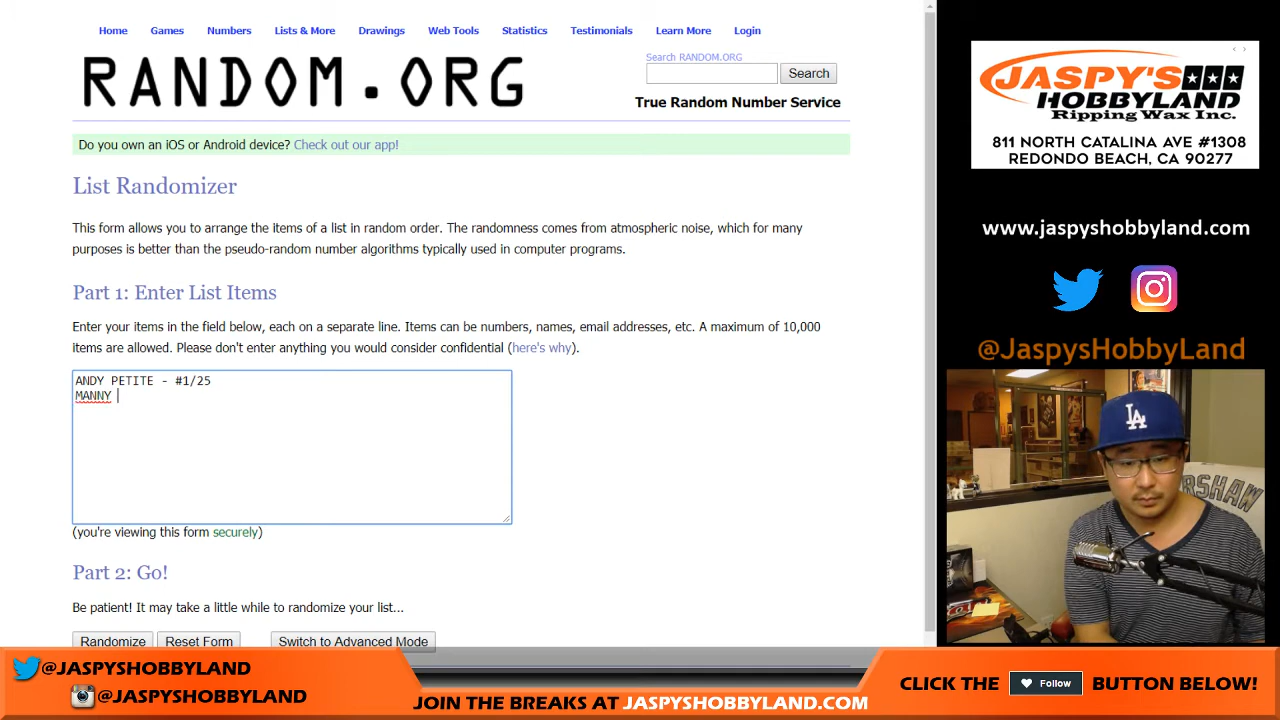 Home Games Numbers Lists & More Drawings Web Tools Statistics Testimonials Learn More Login
RANDOM.ORG
Search RANDOM.ORG
Search
True Random Number Service
Do you own an iOS or Android device? Check out our app!
List Randomizer
This form allows you to arrange the items of a list in random order. The randomness comes from atmospheric noise, which for many
purposes is better than the pseudo-random number algorithms typically used in computer programs.
Part 1: Enter List Items
Enter your items in the field below, each on a separate line. Items can be numbers, names, email addresses, etc. A maximum of 10,000
items are allowed. Please don't enter anything you would consider confidential (here's why).
ANDY PETITE - #1/25
MANNY
(you're viewing this form securely)
Part 2: Go!
Be patient! It may take a little while to randomize your list...
Randomize Reset Form Switch to Advanced Mode
JASPY'S
HOBBYLAND
Ripping Wax Inc.
811 NORTH CATALINA AVE #1308
REDONDO BEACH, CA 90277
www.jaspyshobbyland.com
@JaspysHobbyLand
LA
ERSHAW
@JASPYSHOBBYLAND
@JASPYSHOBBYLAND
JOIN THE BREAKS AT JASPYSHOBBYLAND.COM
CLICK THE Follow BUTTON BELOW!